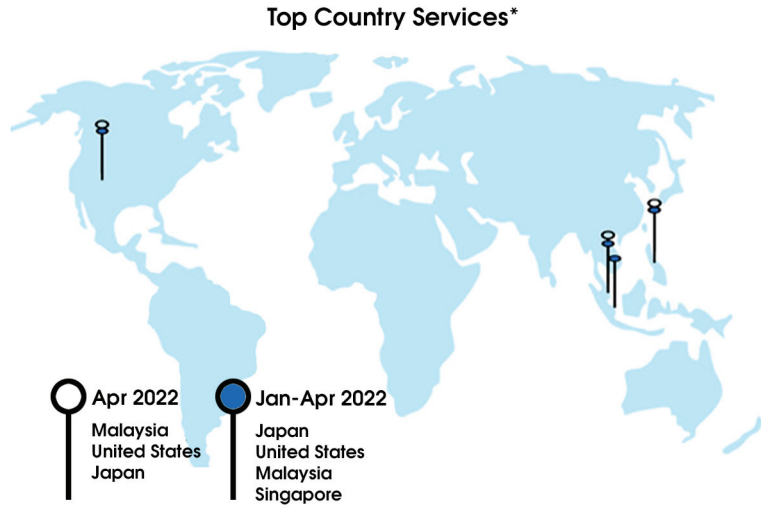 Top Country Services*
Apr 2022
Malaysia
United States
Japan
Jan-Apr 2022
Japan
United States
Malaysia
Singapore